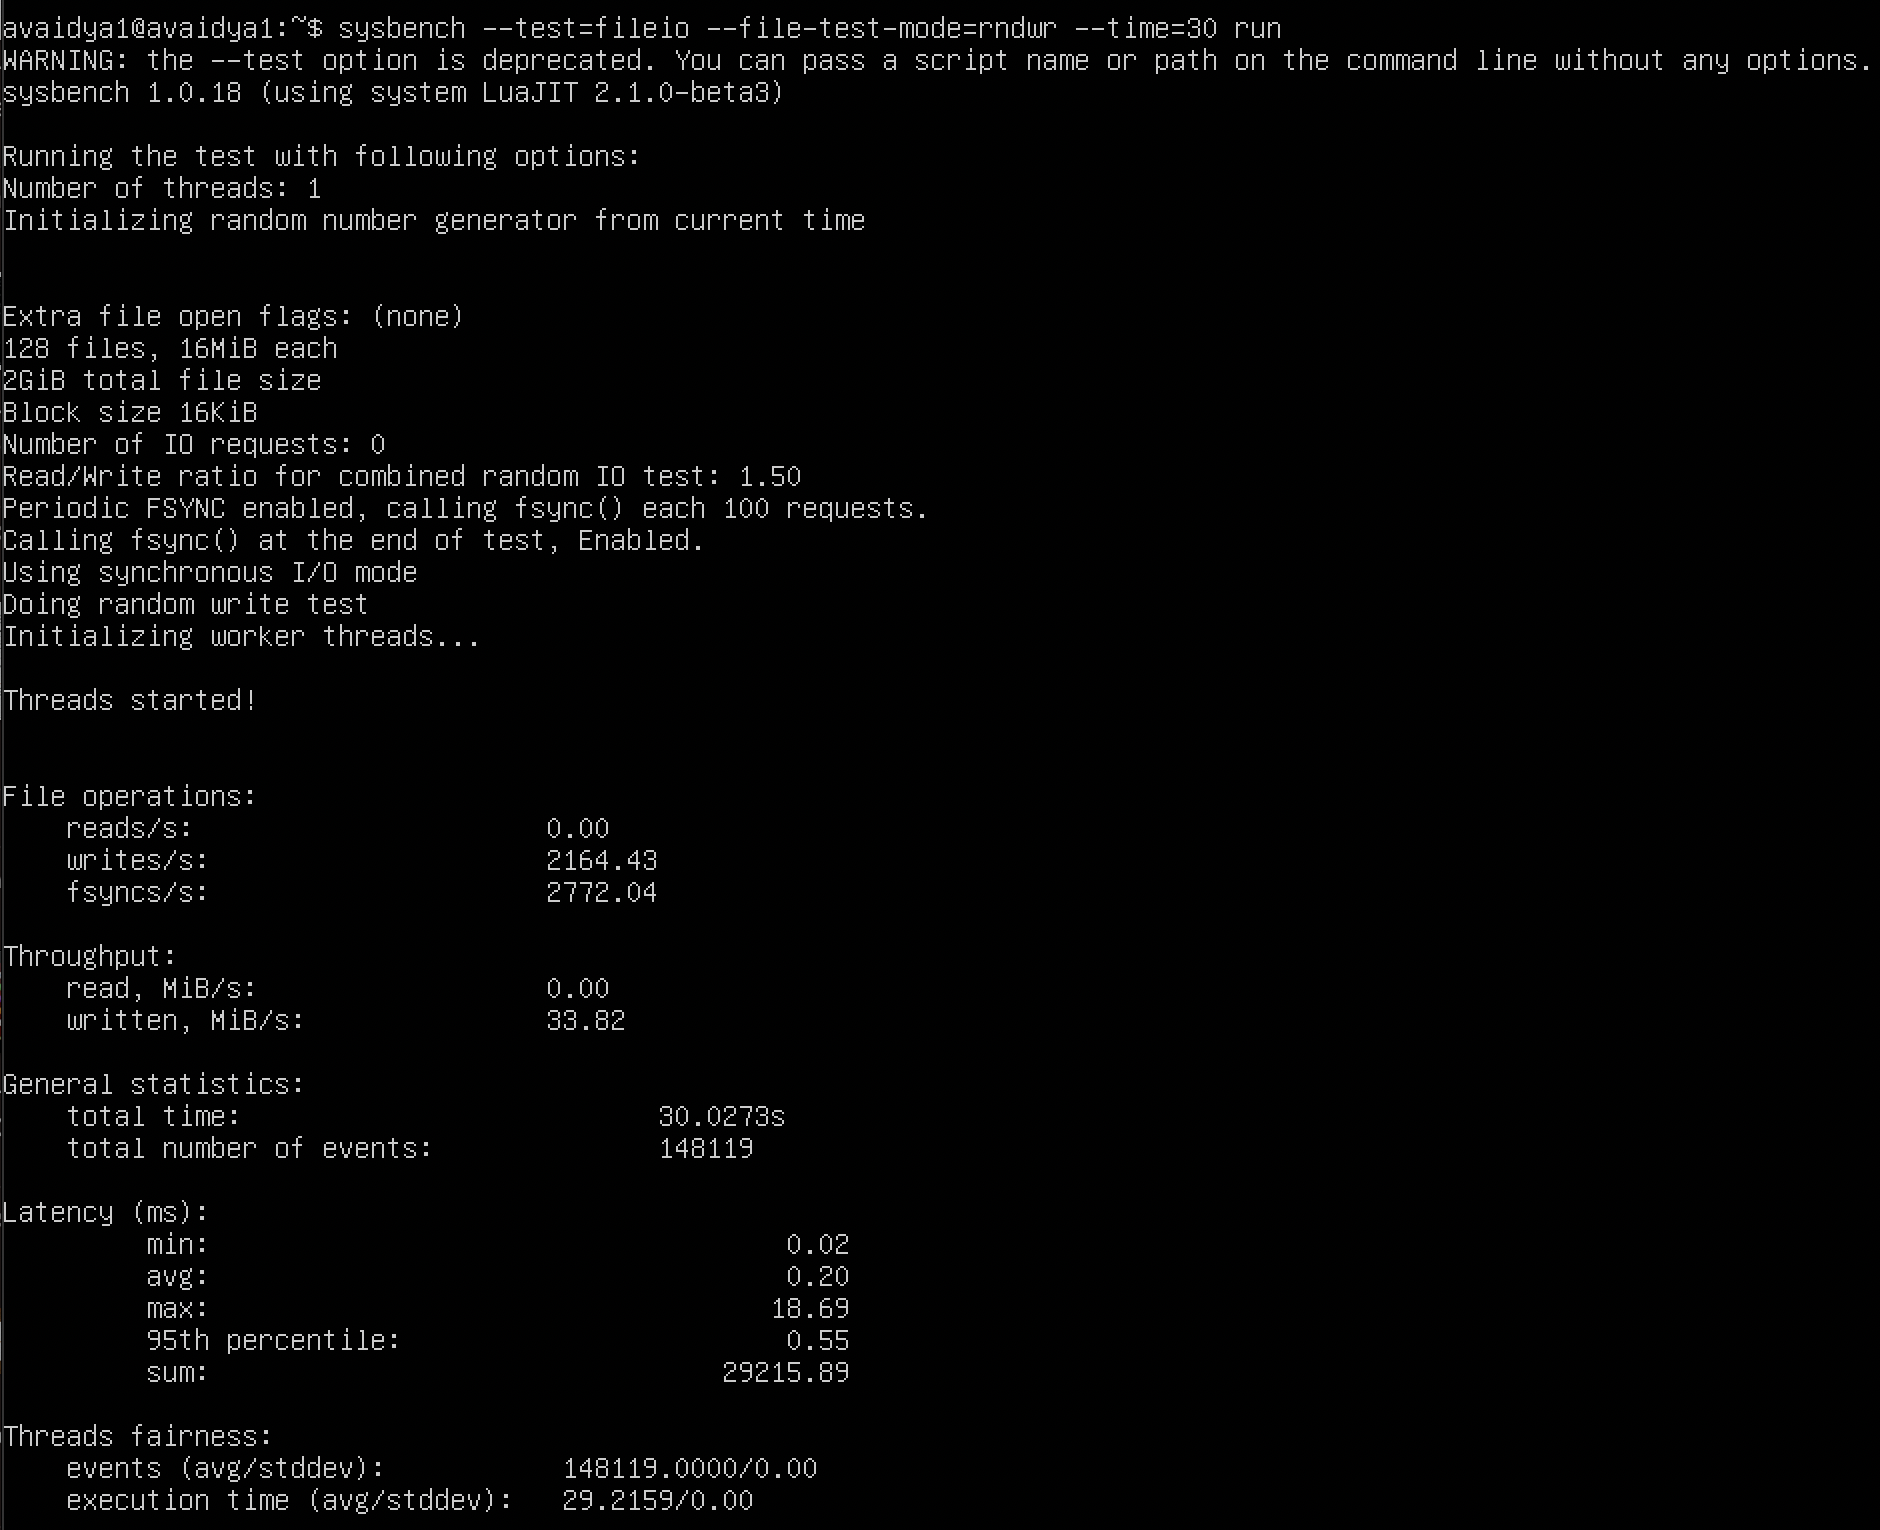 avaidya1@avaidya1:~$ sysbench --test=fileio --file-test-mode=rndwr --time=30 run
WARNING: the --test option is deprecated. You can pass a script name or path on the command line without any options.
sysbench 1.0.18 (using system LuaJIT 2.1.0-beta3)
Running the test with following options:
Number of threads: 1
Initializing random number generator from current time
Extra file open flags: (none)
128 files, 16MiB each
2GiB total file size
Block size 16KiB
Number of IO requests: 0
Read/Write ratio for combined random IO test: 1.50
Periodic FSYNC enabled, calling fsync() each 100 requests.
Calling fsync() at the end of test, Enabled.
Using synchronous I/O mode
Doing random write test
Initializing worker threads...
Threads started!
File operations:
reads/s: 0.00
writes/s: 2164.43
fsyncs/s: 2772.04
Throughput:
read, MiB/s: 0.00
written, MiB/s: 33.82
General statistics:
total time: 30.0273s
total number of events: 148119
Latency (ms):
min: 0.02
avg: 0.20
max: 18.69
95th percentile: 0.55
sum: 29215.89
Threads fairness:
events (avg/stddev): 148119.0000/0.00
execution time (avg/stddev): 29.2159/0.00